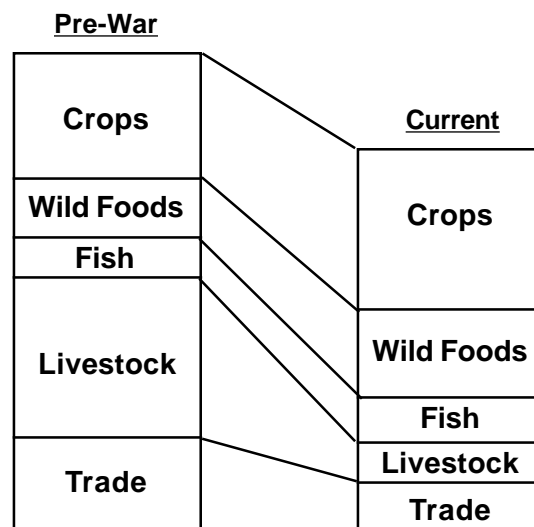 Pre-War
Crops
Wild Foods
Fish
Livestock
Trade
Current
Crops
Wild Foods
Fish
Livestock
Trade